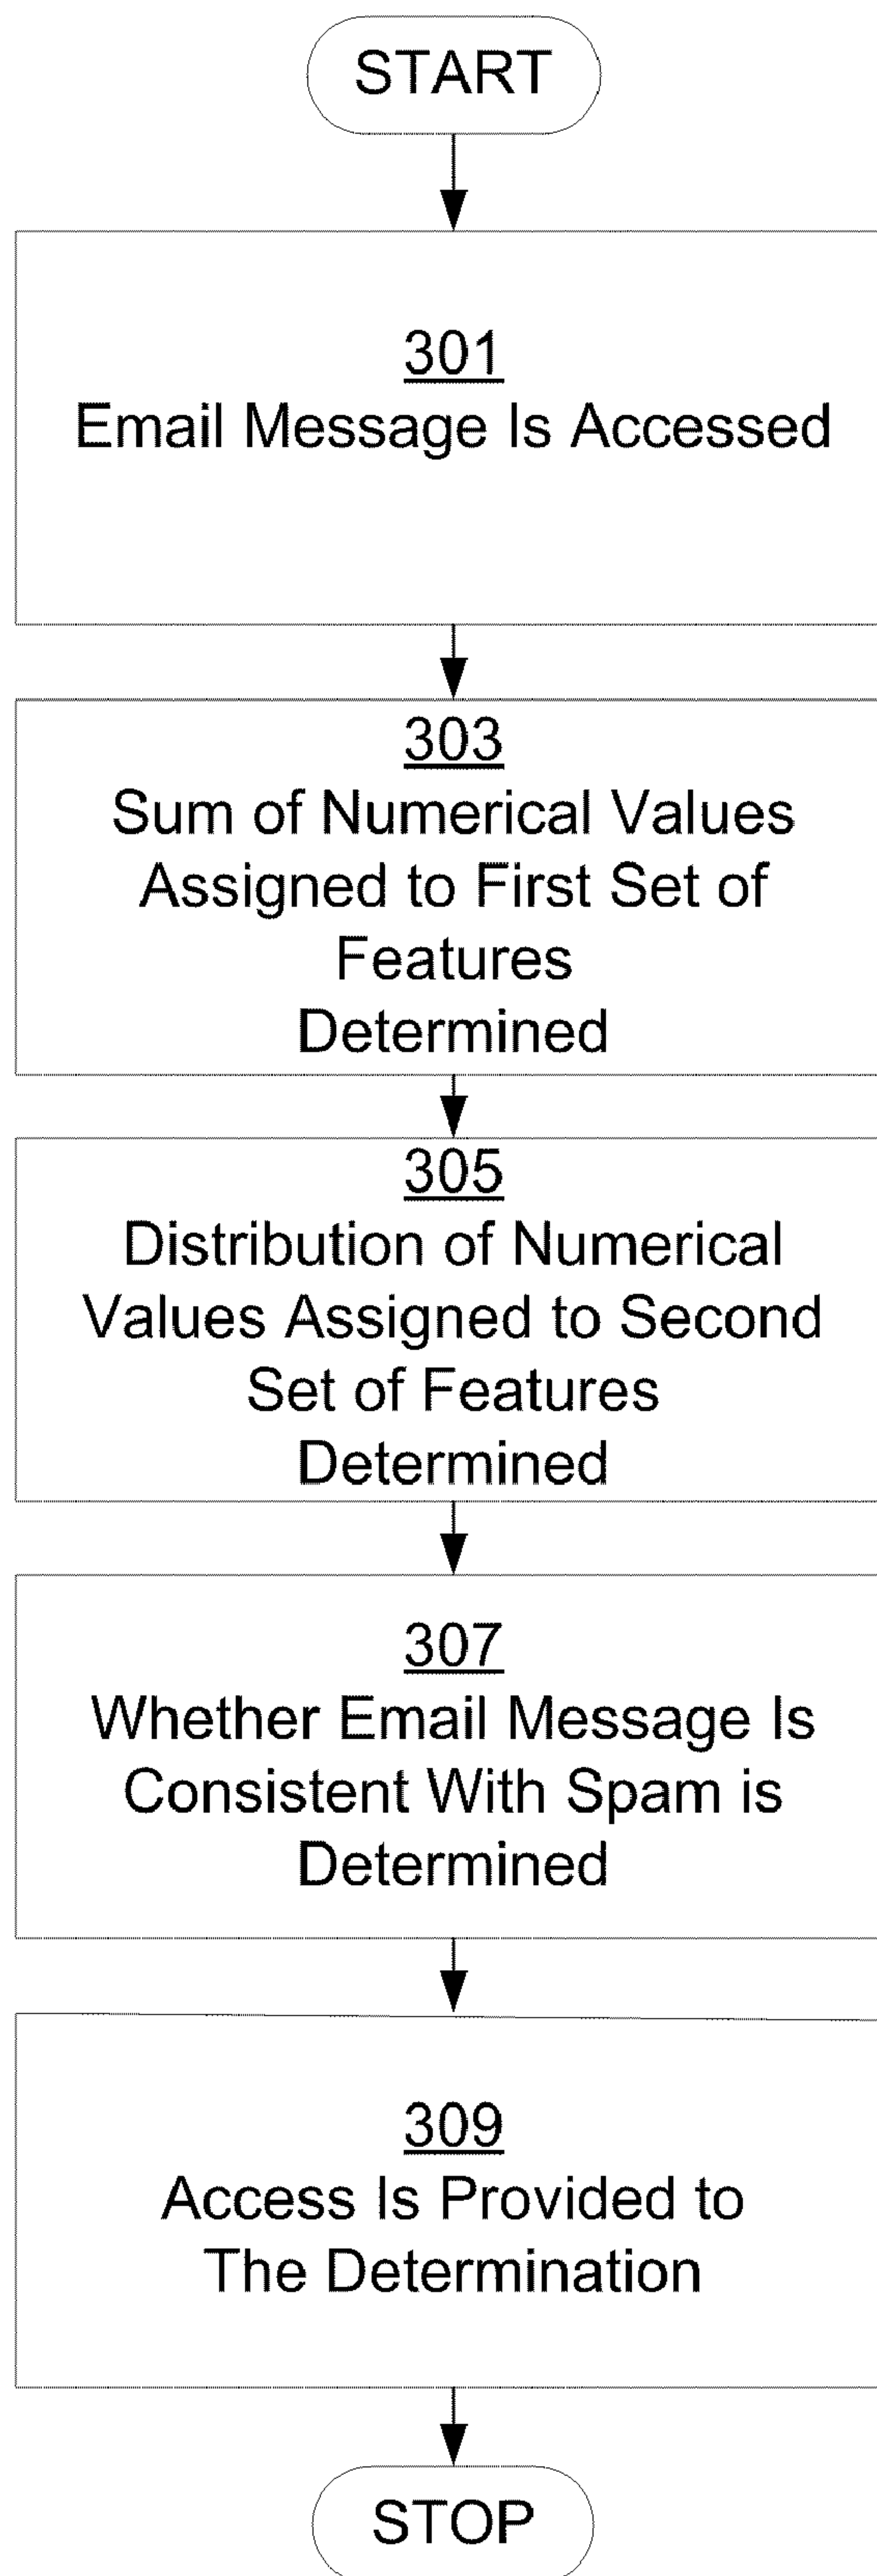 START
301
Email Message Is Accessed
303
Sum of Numerical Values
Assigned to First Set of
Features
Determined
305
Distribution of Numerical
Values Assigned to Second
Set of Features
Determined
307
Whether Email Message Is
Consistent With Spam is
Determined
309
Access Is Provided to
The Determination
STOP